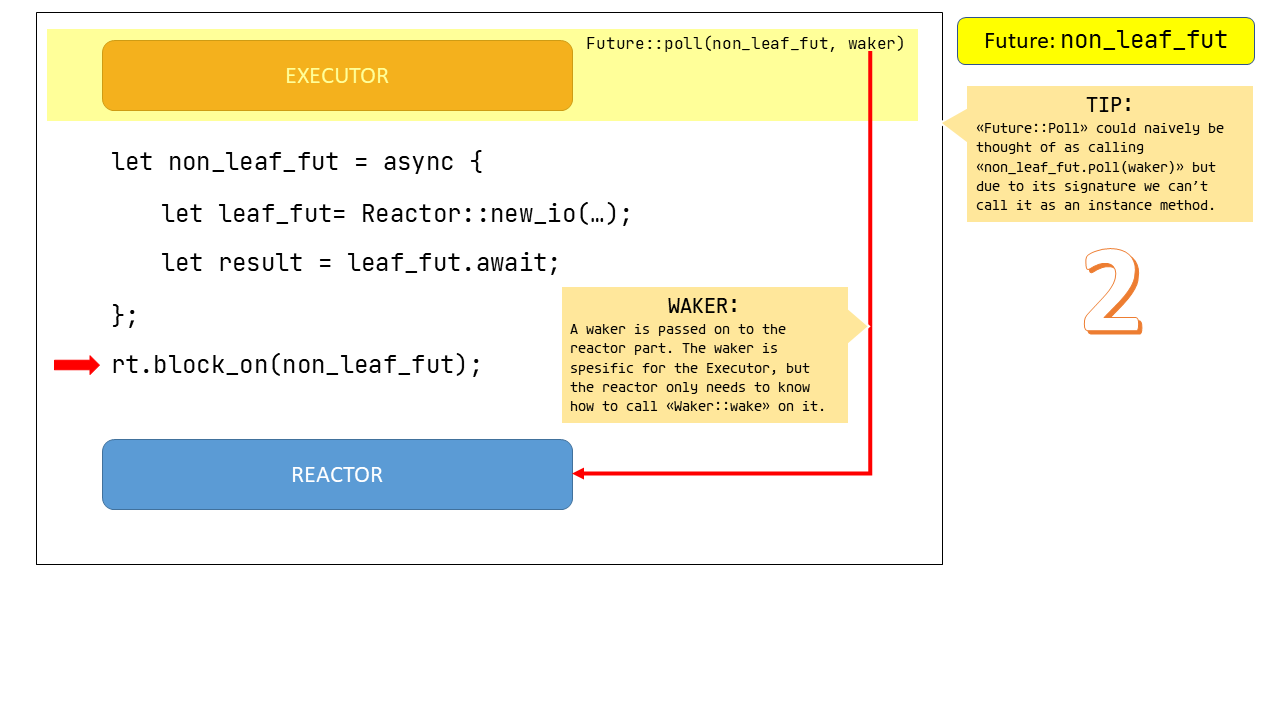 EXECUTOR
Future::poll(non_leaf_fut, waker)
let non_leaf_fut = async {
let leaf_fut= Reactor::new_io(…);
let result = leaf_fut.await;
};
rt.block_on(non_leaf_fut);
WAKER:
A waker is passed on to the
reactor part. The waker is
spesific for the Executor, but
the reactor only needs to know
how to call «Waker::wake» on it.
REACTOR
Future: non_leaf_fut
TIP:
«Future::Poll» could naively be
thought of as calling
«non_leaf_fut.poll(waker)» but
due to its signature we can’t
call it as an instance method.
2